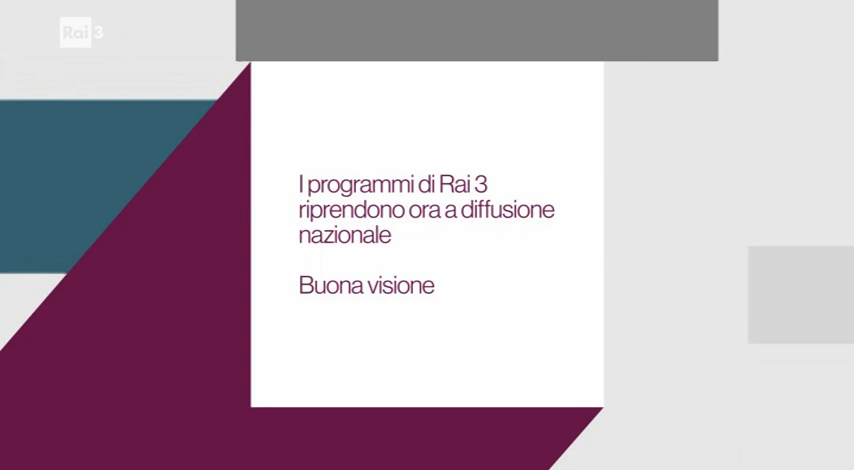 Rai 3
I programmi di Rai 3
riprendono ora a diffusione
nazionale
Buona visione